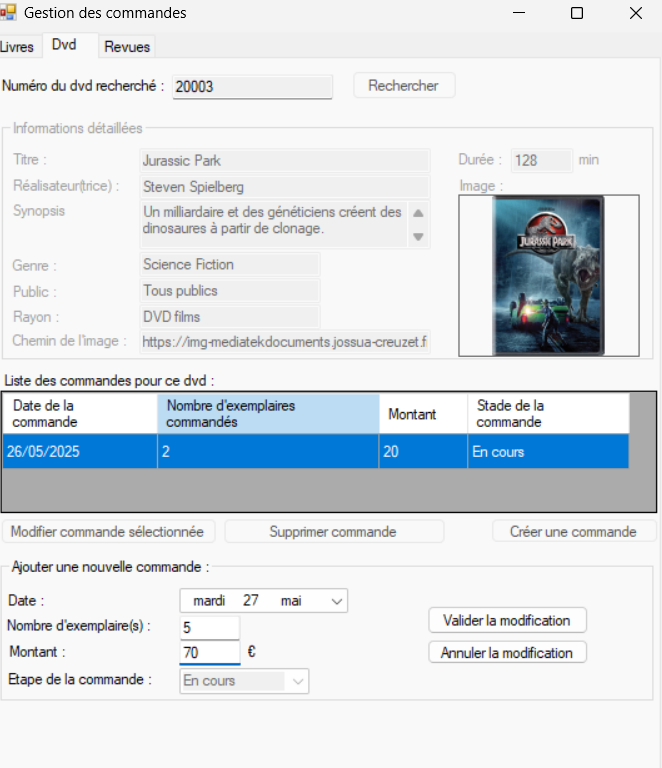 Gestion des commandes
Livres Dvd Revues
Numéro du dvd recherché : 20003 Rechercher
Informations détaillées
Titre : Jurassic Park Durée : 128 min
Réalisateur(trice) : Steven Spielberg Image :
Synopsis Un milliardaire et des généticiens créent des
dinosaures à partir de clonage.
JURASSIC PARK
Genre : Science Fiction
Public : Tous publics
Rayon : DVD films
Chemin de l'image : https://img-mediatekdocuments.jossua-creuzet.f
Liste des commandes pour ce dvd :
Date de la commande Nombre d'exemplaires commandés Montant Stade de la commande
26/05/2025 2 20 En cours
Modifier commande sélectionnée Supprimer commande Créer une commande
Ajouter une nouvelle commande :
Date : mardi 27 mai
Nombre d'exemplaire(s) : 5 Valider la modification
Montant : 70 € Annuler la modification
Etape de la commande : En cours